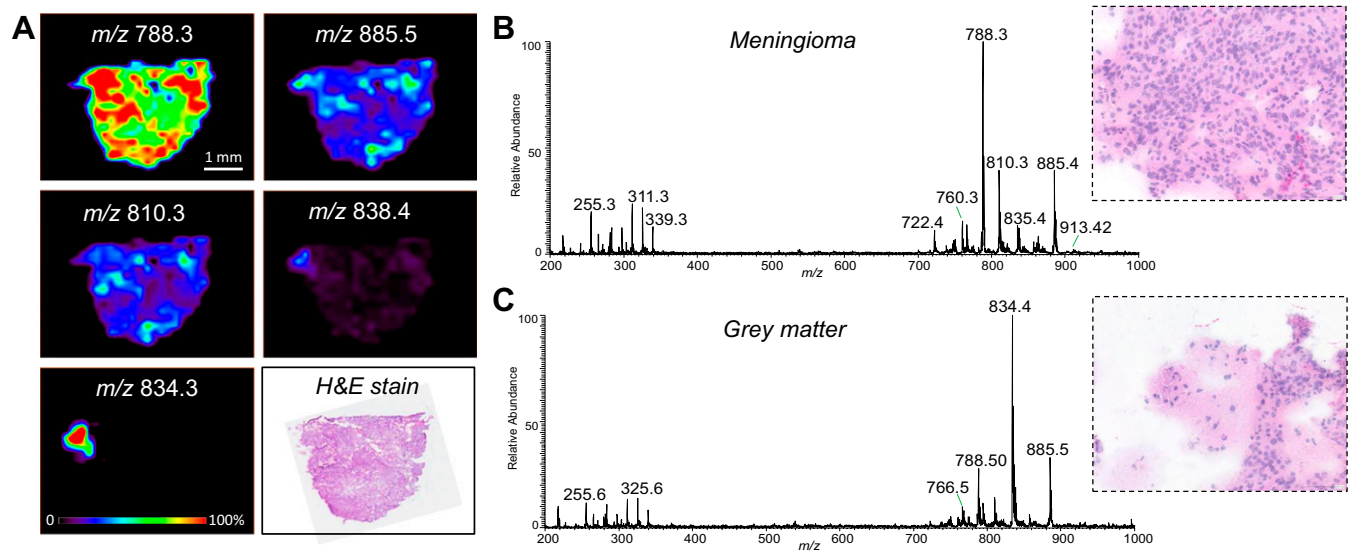 A
m/z 788.3
m/z 885.5
1 mm
m/z 810.3
m/z 838.4
m/z 834.3
H&E stain
0
100%
B
Meningioma
Relative Abundance
100
50
0
788.3
810.3
885.4
760.3
722.4
835.4
913.42
255.3
311.3
339.3
200
300
400
500
600
700
800
900
1000
m/z
C
Grey matter
Relative Abundance
100
50
0
834.4
885.5
788.50
766.5
255.6
325.6
200
300
400
500
600
700
800
900
1000
m/z